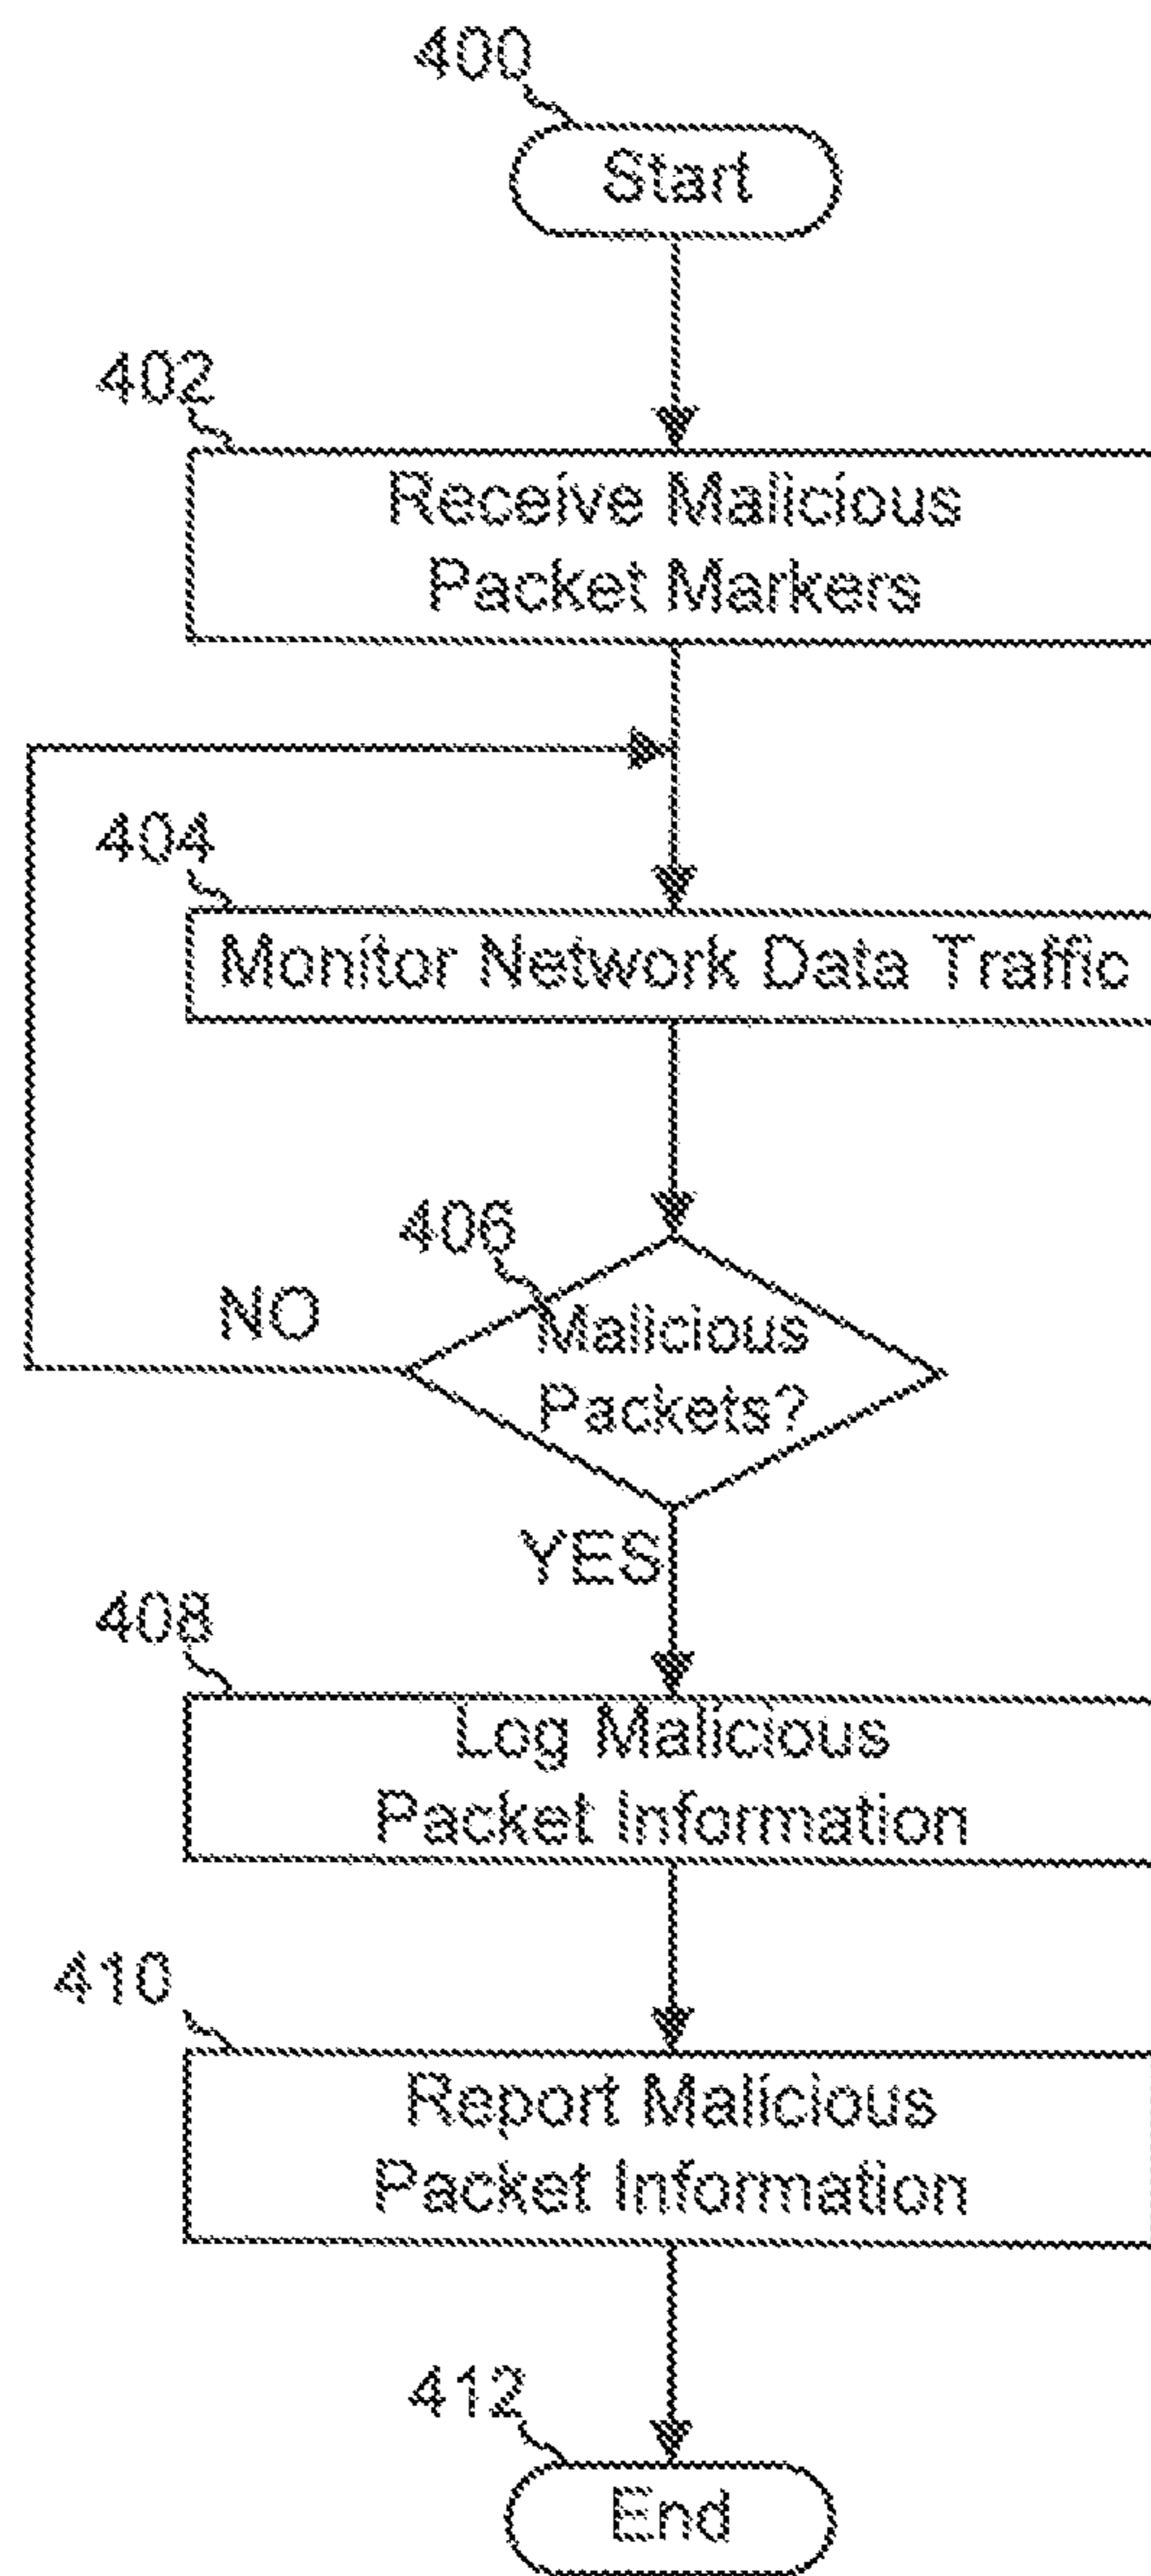 400
Start
402
Receive Malicious
Packet Markers
404
Monitor Network Data Traffic
406
NO
Malicious
Packets?
YES
408
Log Malicious
Packet Information
410
Report Malicious
Packet Information
412
End